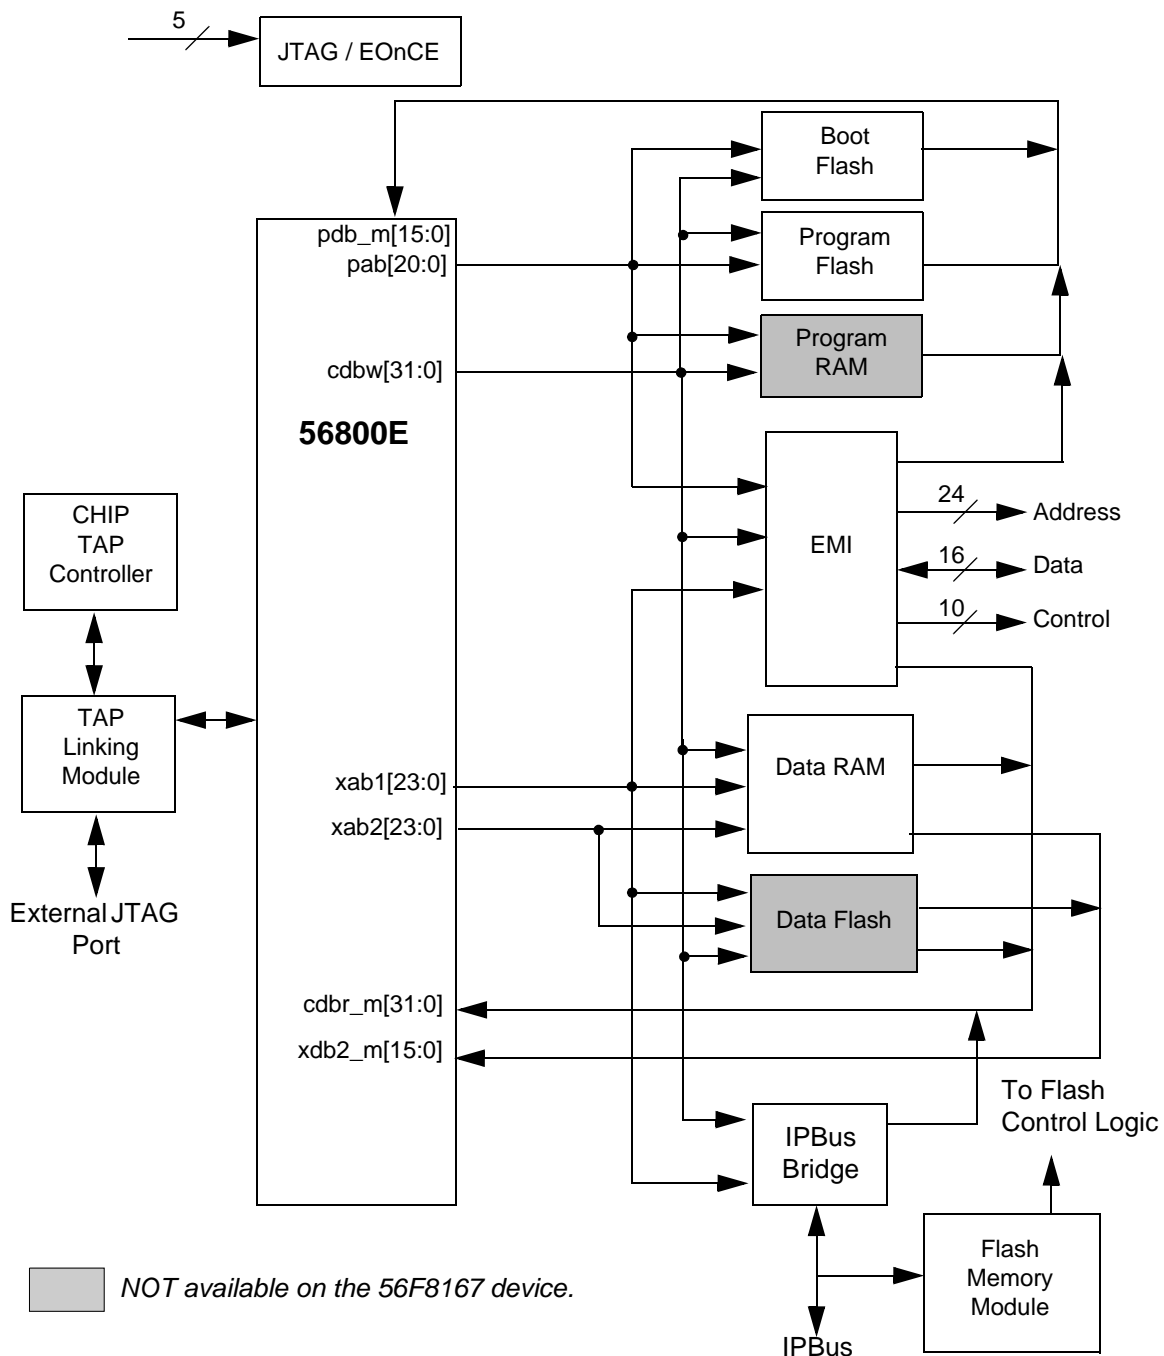 5
JTAG / EOnCE
Boot
Flash
pdb_m[15:0]
pab[20:0]
Program
Flash
cdbw[31:0]
Program
RAM
56800E
CHIP
TAP
Controller
EMI
24
Address
16
Data
10
Control
TAP
Linking
Module
xab1[23:0]
xab2[23:0]
Data RAM
External JTAG
Port
Data Flash
cdbr_m[31:0]
xdb2_m[15:0]
To Flash
Control Logic
IPBus
Bridge
Flash
Memory
Module
NOT available on the 56F8167 device.
IPBus